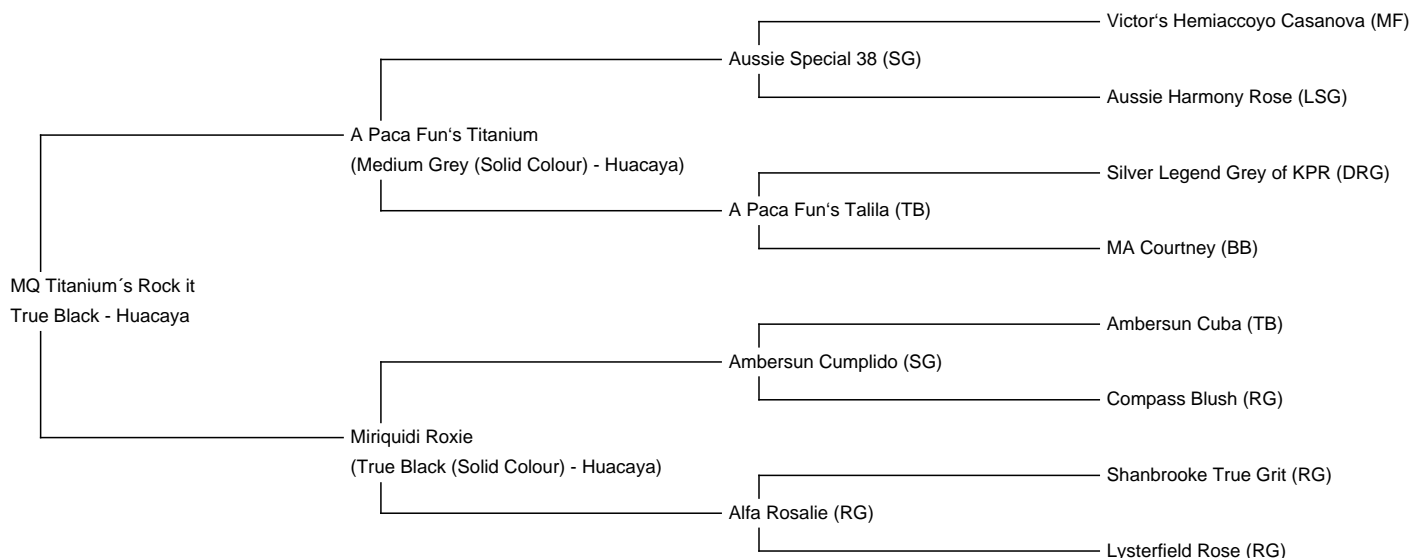 Victor‘s Hemiaccoyo Casanova (MF)
Aussie Special 38 (SG)
Aussie Harmony Rose (LSG)
A Paca Fun‘s Titanium
(Medium Grey (Solid Colour) - Huacaya)
Silver Legend Grey of KPR (DRG)
A Paca Fun‘s Talila (TB)
MA Courtney (BB)
MQ Titanium´s Rock it
True Black - Huacaya
Ambersun Cuba (TB)
Ambersun Cumplido (SG)
Compass Blush (RG)
Miriquidi Roxie
(True Black (Solid Colour) - Huacaya)
Shanbrooke True Grit (RG)
Alfa Rosalie (RG)
Lysterfield Rose (RG)